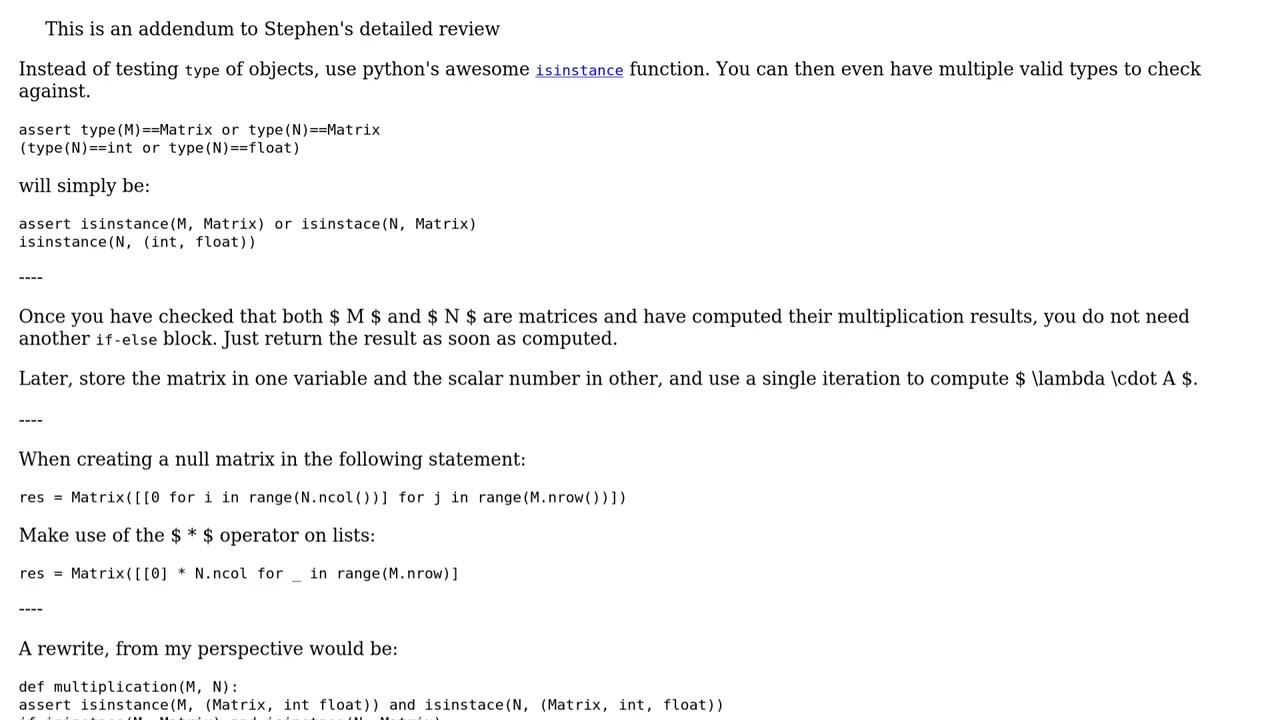 This is an addendum to Stephen's detailed review
Instead of testing type of objects, use python's awesome isinstance function. You can then even have multiple valid types to check
against.
assert type(M)==Matrix or type(N)==Matrix
(type(N)==int or type(N)==float)
will simply be:
assert isinstance(M, Matrix) or isinstace(N, Matrix)
isinstance(N, (int, float))
----
Once you have checked that both $ M $ and $ N $ are matrices and have computed their multiplication results, you do not need
another if-else block. Just return the result as soon as computed.
Later, store the matrix in one variable and the scalar number in other, and use a single iteration to compute $ \lambda \cdot A $.
----
When creating a null matrix in the following statement:
res = Matrix([[0 for i in range(N.ncol())] for j in range(M.nrow())])
Make use of the $ * $ operator on lists:
res = Matrix([[0] * N.ncol for _ in range(M.nrow)]
----
A rewrite, from my perspective would be:
def multiplication(M, N):
assert isinstance(M, (Matrix, int float)) and isinstace(N, (Matrix, int, float))
if isinstance(M, Matrix) and isinstance(N, Matrix):